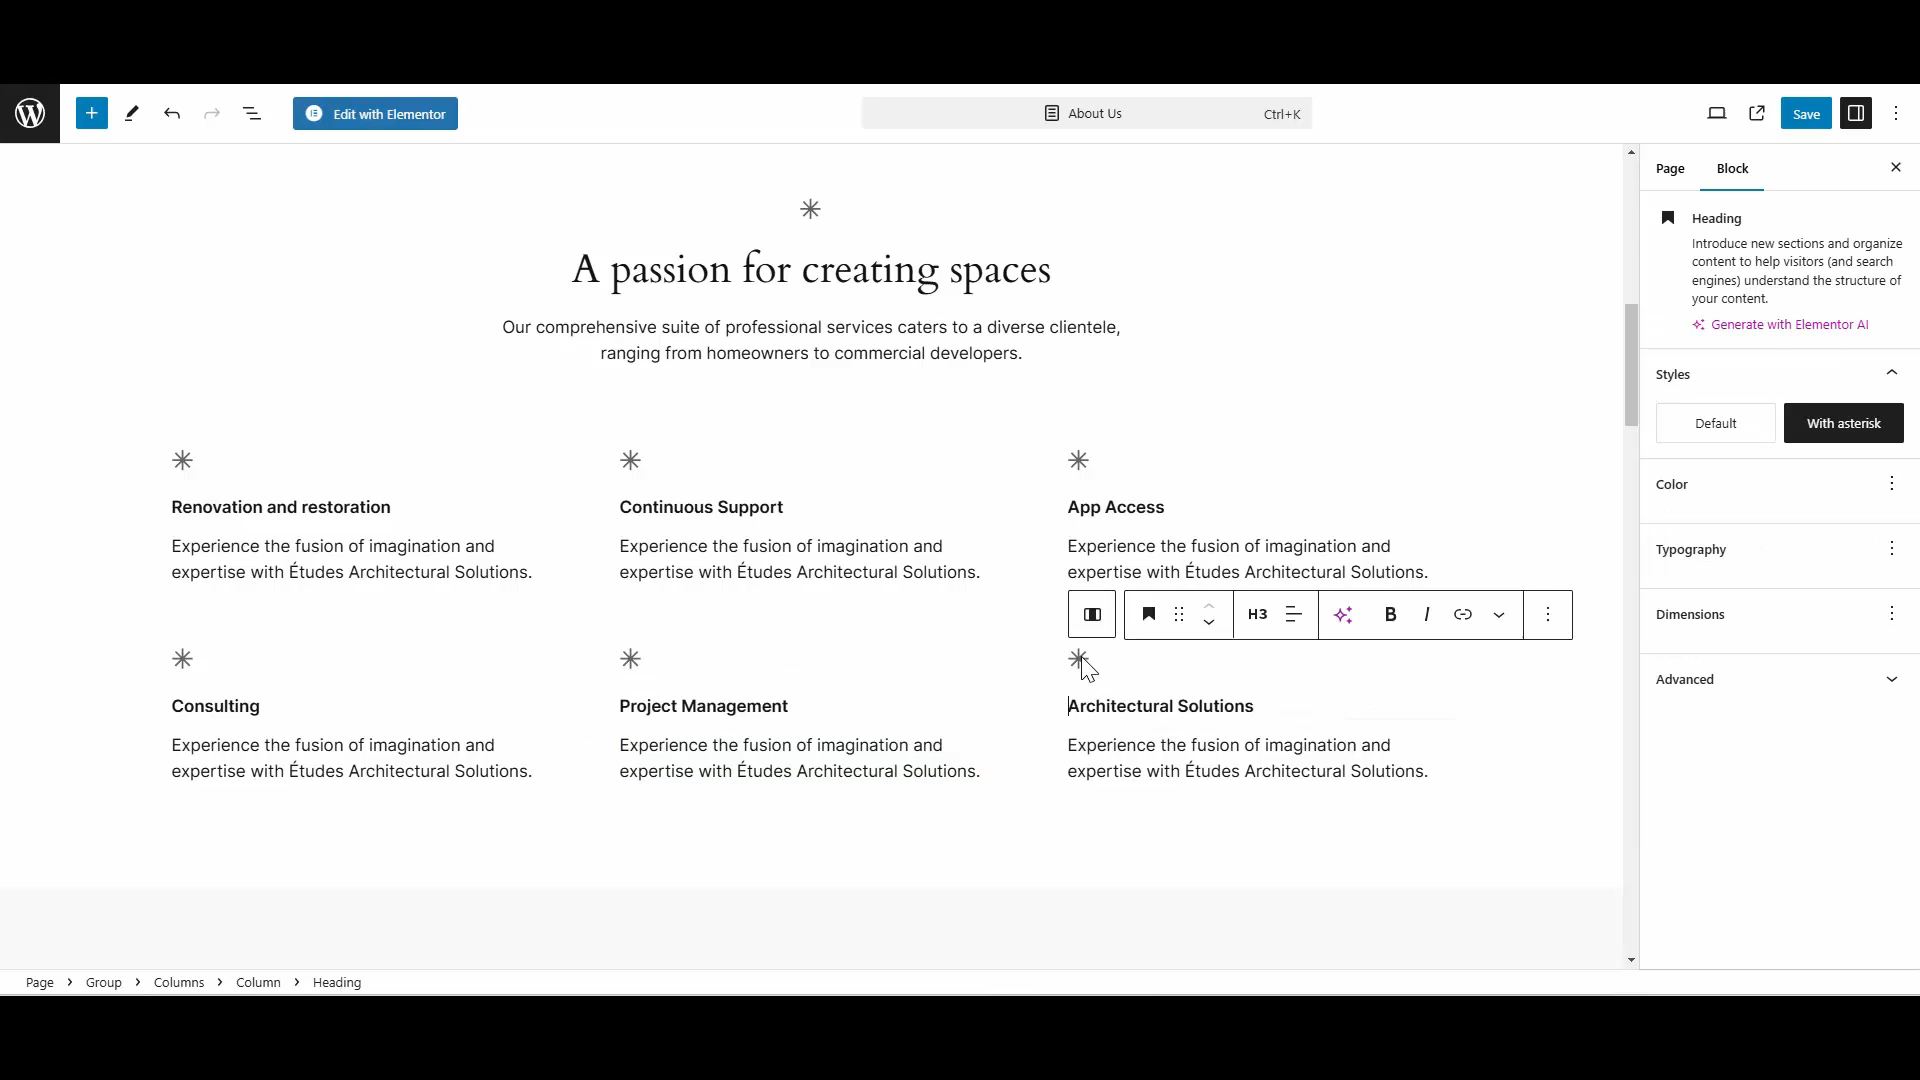 Edit with Elementor
About Us
Ctrl+K
Save
A passion for creating spaces
Our comprehensive suite of professional services caters to a diverse clientele,
ranging from homeowners to commercial developers.
Renovation and restoration
Experience the fusion of imagination and
expertise with Études Architectural Solutions.
Continuous Support
Experience the fusion of imagination and
expertise with Études Architectural Solutions.
App Access
Experience the fusion of imagination and
expertise with Études Architectural Solutions.
H3
B
I
Consulting
Experience the fusion of imagination and
expertise with Études Architectural Solutions.
Project Management
Experience the fusion of imagination and
expertise with Études Architectural Solutions.
Architectural Solutions
Experience the fusion of imagination and
expertise with Études Architectural Solutions.
Page
Block
Heading
Introduce new sections and organize
content to help visitors (and search
engines) understand the structure of
your content.
Generate with Elementor AI
Styles
Default
With asterisk
Color
Typography
Dimensions
Advanced
Page > Group > Columns > Column > Heading